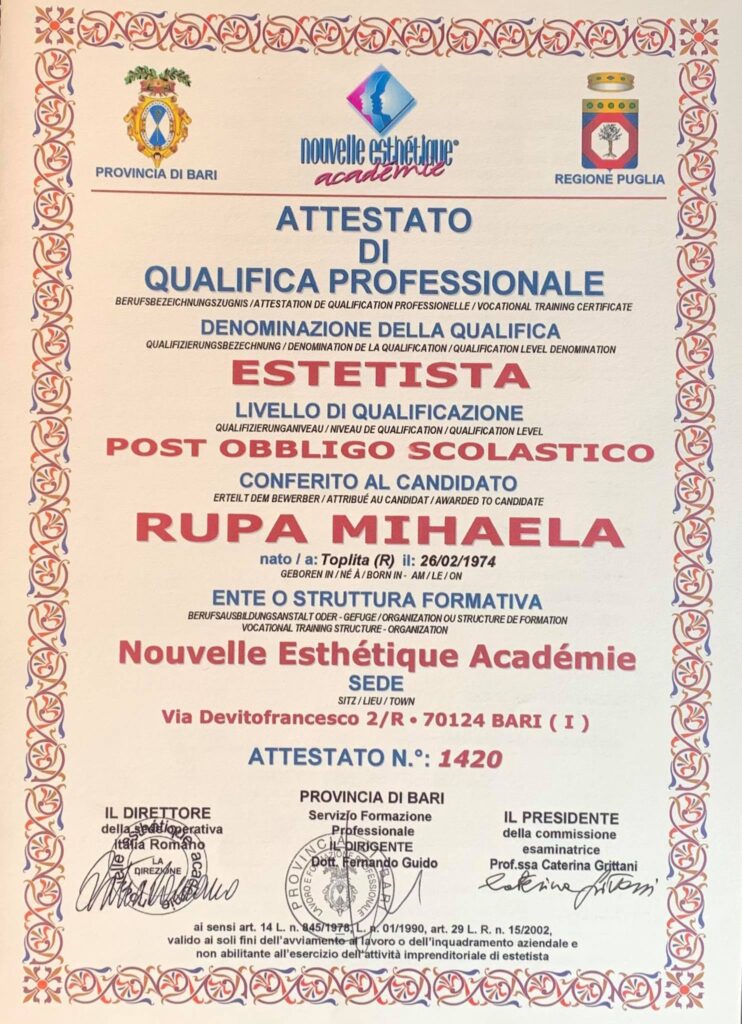 PROVINCIA DI BARI
nouvelle esthétique®
académie
REGIONE PUGLIA
ATTESTATO
DI
QUALIFICA PROFESSIONALE
BERUFSBEZEICHNUNGSZUGNIS / ATTESTATION DE QUALIFICATION PROFESSIONELLE / VOCATIONAL TRAINING CERTIFICATE
DENOMINAZIONE DELLA QUALIFICA
QUALIFIZIERUNGSBEZECHNUNG / DENOMINATION DE LA QUALIFICATION / QUALIFICATION LEVEL DENOMINATION
ESTETISTA
LIVELLO DI QUALIFICAZIONE
QUALIFIZIERUNGANIVEAU / NIVEAU DE QUALIFICATION / QUALIFICATION LEVEL
POST OBBLIGO SCOLASTICO
CONFERITO AL CANDIDATO
ERTEILT DEM BEWERBER / ATTRIBUÉ AU CANDIDAT / AWARDED TO CANDIDATE
RUPA MIHAELA
nato / a: Toplita (R) il: 26/02/1974
GEBOREN IN / NÉ À / BORN IN - AM / LE / ON
ENTE O STRUTTURA FORMATIVA
BERUFSAUSBILDUNGSANSTALT ODER - GEFUGE / ORGANIZATION OU STRUCTURE DE FORMATION
VOCATIONAL TRAINING STRUCTURE - ORGANIZATION
Nouvelle Esthétique Académie
SEDE
SITZ / LIEU / TOWN
Via Devitofrancesco 2/R • 70124 BARI ( I )
ATTESTATO N.°: 1420
IL DIRETTORE
della sede operativa
Italia Romano
LA
DIREZIONE
PROVINCIA DI BARI
Servizio Formazione
Professionale
IL DIRIGENTE
Dott. Fernando Guido
PROVINCIA BARI
LAVORO E FORMAZIONE PROFESSIONALE
IL PRESIDENTE
della commissione
esaminatrice
Prof.ssa Caterina Grittani
ai sensi art. 14 L. n. 845/1978, L. n. 01/1990, art. 29 L. R. n. 15/2002,
valido ai soli fini dell'avviamento al lavoro o dell'inquadramento aziendale e
non abilitante all'esercizio dell'attività imprenditoriale di estetista